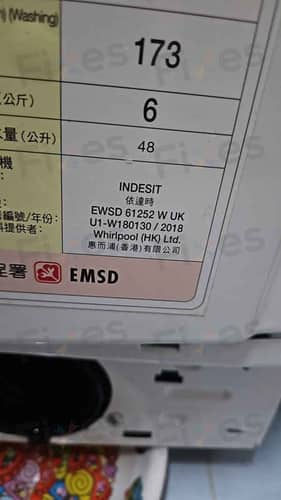 (Washing)
173
(公斤)
6
量 (公升)
48
機
:
INDESIT
依達時
EWSD 61252 W UK
編號/年份:
U1-W180130 / 2018
提供者:
Whirlpool (HK) Ltd.
惠而浦(香港)有限公司
署 EMSD